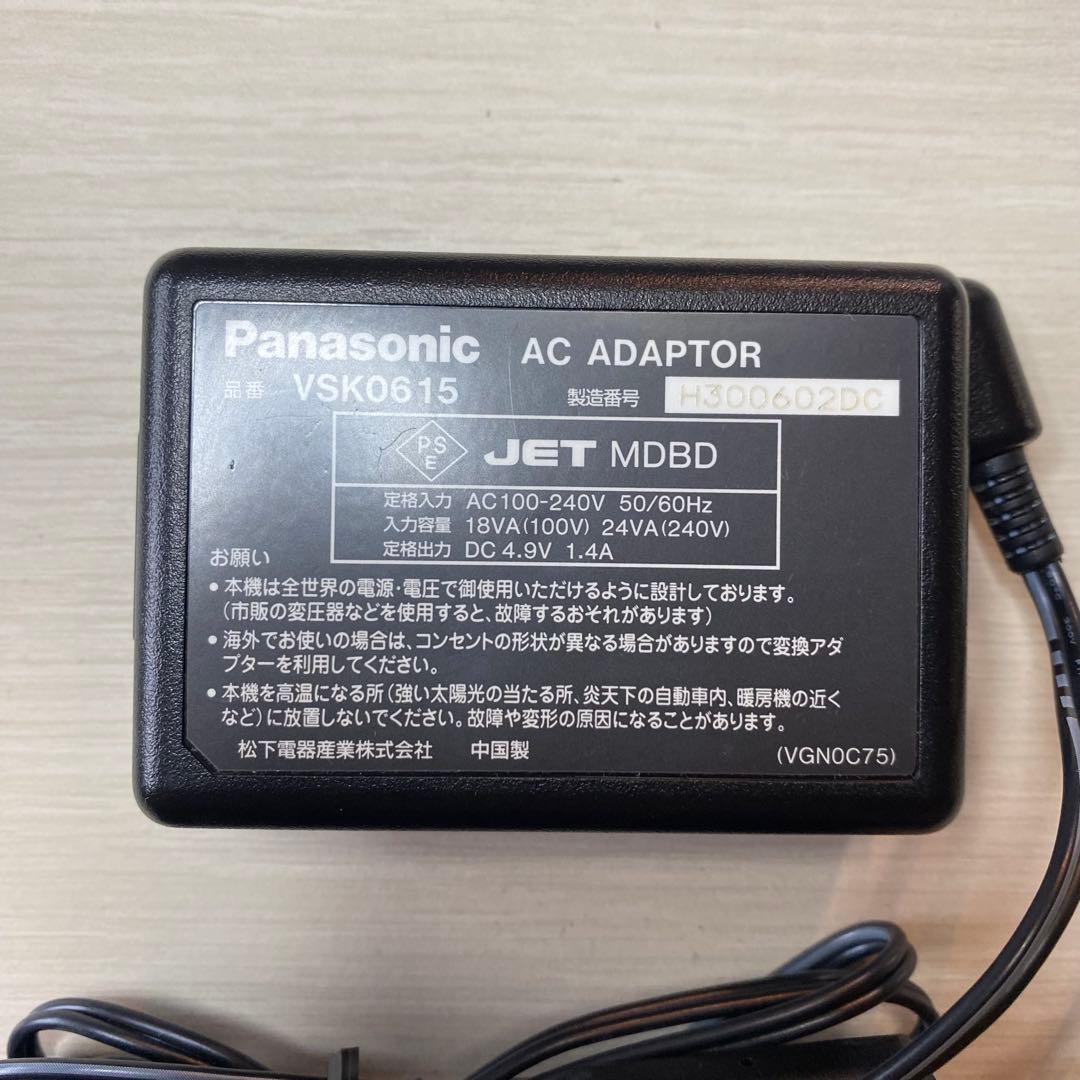 Panasonic AC ADAPTOR
品番 VSK0615 製造番号 H300602DC
PSE JET MDBD
定格入力 AC100-240V 50/60Hz
入力容量 18VA(100V) 24VA(240V)
定格出力 DC 4.9V 1.4A
お願い
•本機は全世界の電源・電圧で御使用いただけるように設計しております。
(市販の変圧器などを使用すると、故障するおそれがあります)
•海外でお使いの場合は、コンセントの形状が異なる場合がありますので変換アダ
プターを利用してください。
•本機を高温になる所(強い太陽光の当たる所、炎天下の自動車内、暖房機の近く
など)に放置しないでください。故障や変形の原因になることがあります。
松下電器産業株式会社 中国製 (VGN0C75)